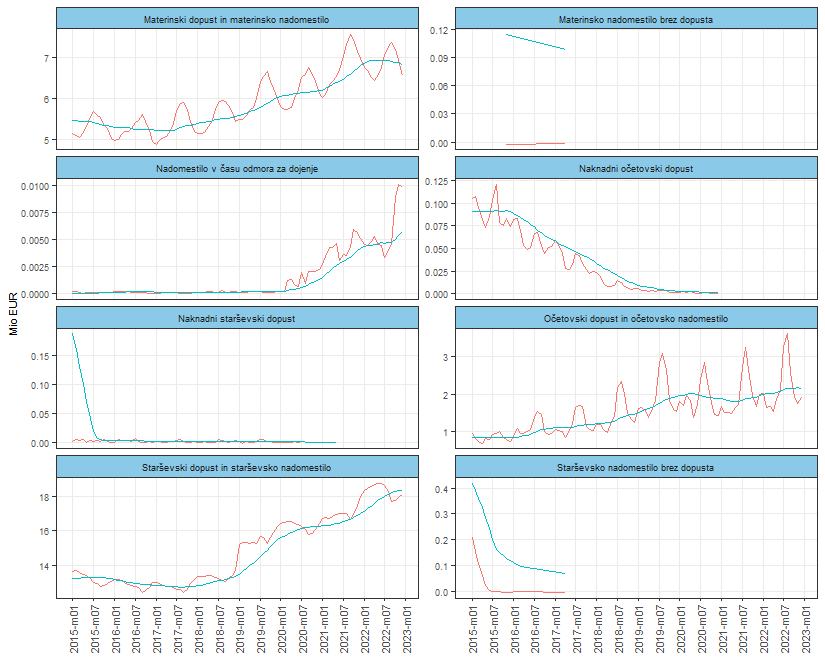 Materinski dopust in materinsko nadomestilo
Materinsko nadomestilo brez dopusta
7
6
5
0.12
0.09
0.06
0.03
0.00
Nadomestilo v času odmora za dojenje
Naknadni očetovski dopust
0.0100
0.0075
0.0050
0.0025
0.0000
0.125
0.100
0.075
0.050
0.025
0.000
Mio EUR
Naknadni starševski dopust
Očetovski dopust in očetovsko nadomestilo
0.15
0.10
0.05
0.00
3
2
1
Starševski dopust in starševsko nadomestilo
Starševsko nadomestilo brez dopusta
18
16
14
0.4
0.3
0.2
0.1
0.0
2015-m01
2015-m07
2016-m01
2016-m07
2017-m01
2017-m07
2018-m01
2018-m07
2019-m01
2019-m07
2020-m01
2020-m07
2021-m01
2021-m07
2022-m01
2022-m07
2023-m01
2015-m01
2015-m07
2016-m01
2016-m07
2017-m01
2017-m07
2018-m01
2018-m07
2019-m01
2019-m07
2020-m01
2020-m07
2021-m01
2021-m07
2022-m01
2022-m07
2023-m01